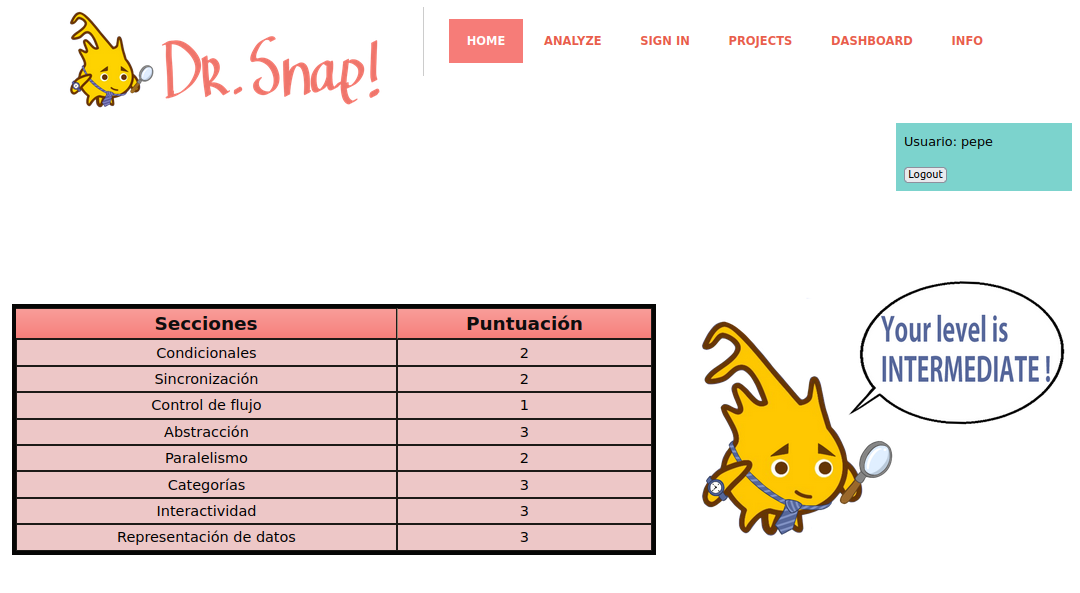 Dr. Snap!
HOME ANALYZE SIGN IN PROJECTS DASHBOARD INFO
Usuario: pepe
Logout
Secciones Puntuación
Condicionales 2
Sincronización 2
Control de flujo 1
Abstracción 3
Paralelismo 2
Categorías 3
Interactividad 3
Representación de datos 3
Your level is
INTERMEDIATE !